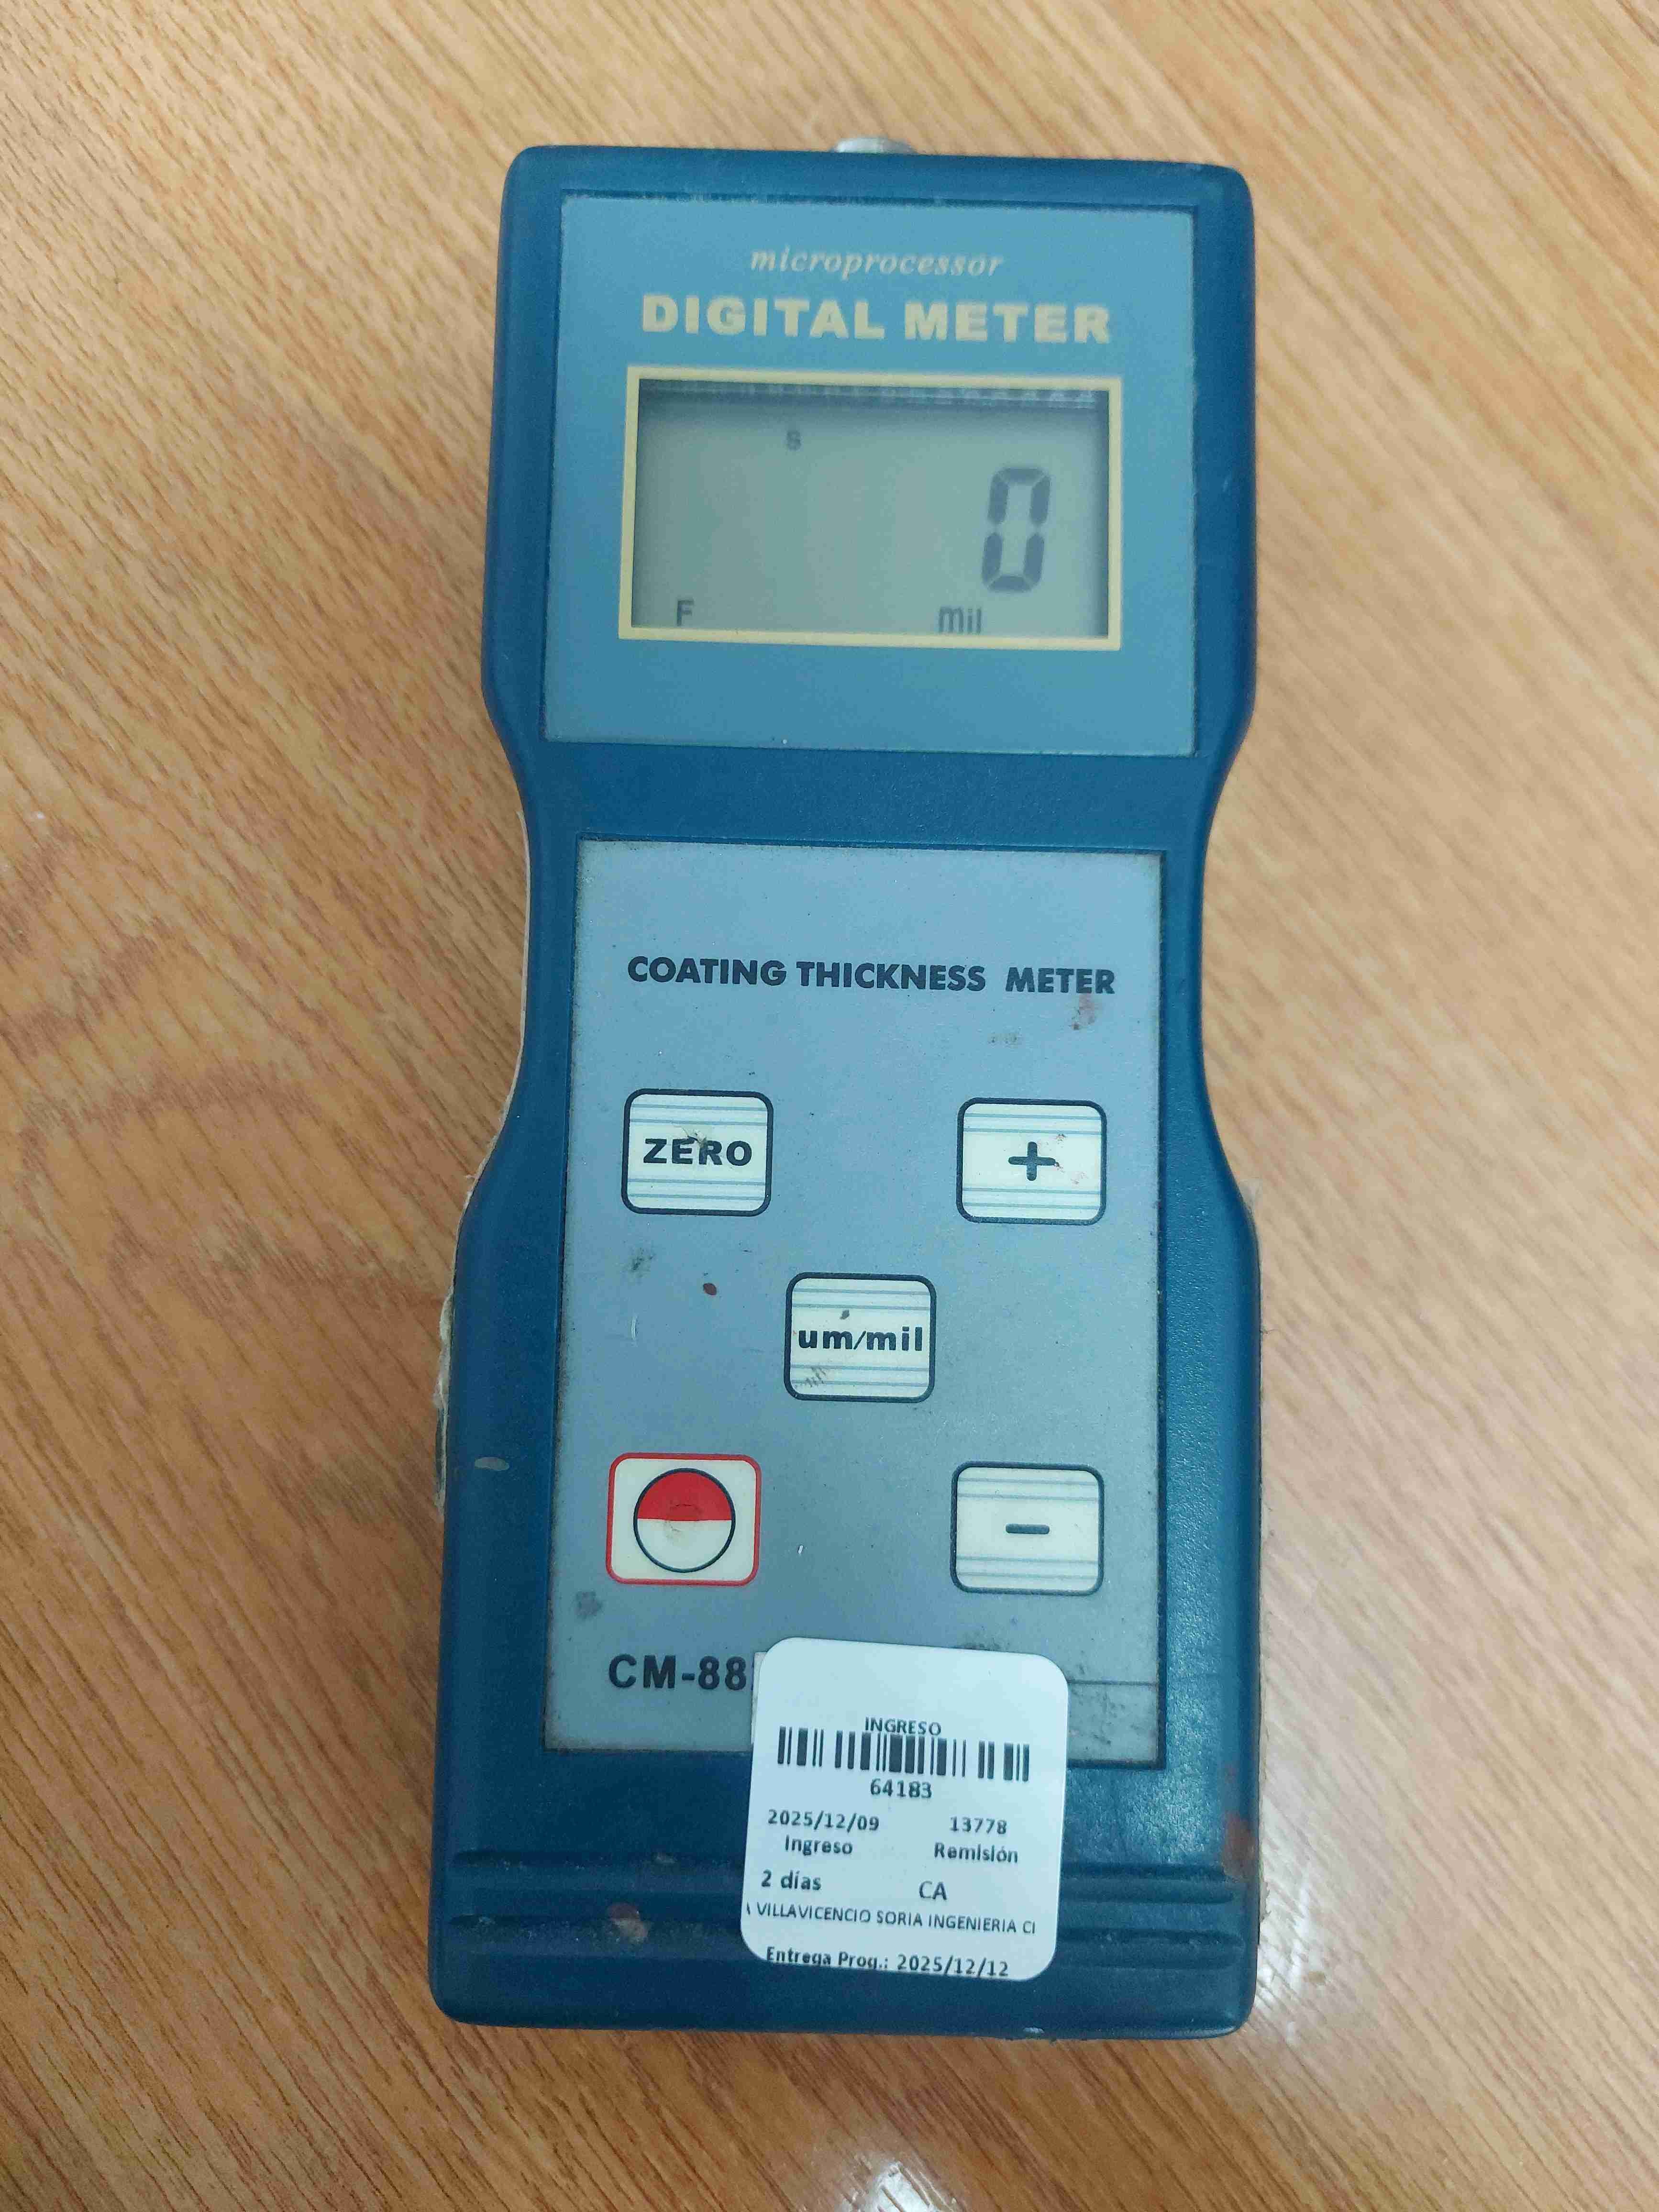 microprocessor
DIGITAL METER
s
0
F mil
COATING THICKNESS METER
ZERO +
um/mil
-
CM-88
INGRESO
64183
2025/12/09 13778
Ingreso Remisión
2 días CA
VILLAVICENCIO SORIA INGENIERIA CI
Entrega Prog.: 2025/12/12